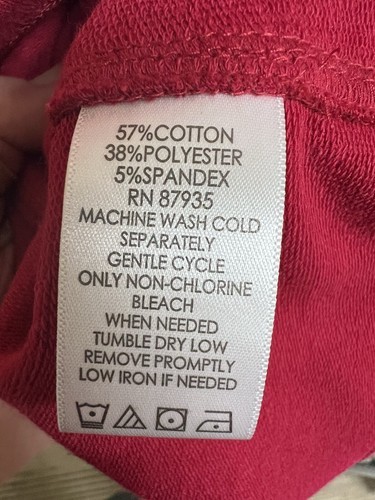 57%COTTON
38%POLYESTER
5%SPANDEX
RN 87935
MACHINE WASH COLD
SEPARATELY
GENTLE CYCLE
ONLY NON-CHLORINE
BLEACH
WHEN NEEDED
TUMBLE DRY LOW
REMOVE PROMPTLY
LOW IRON IF NEEDED